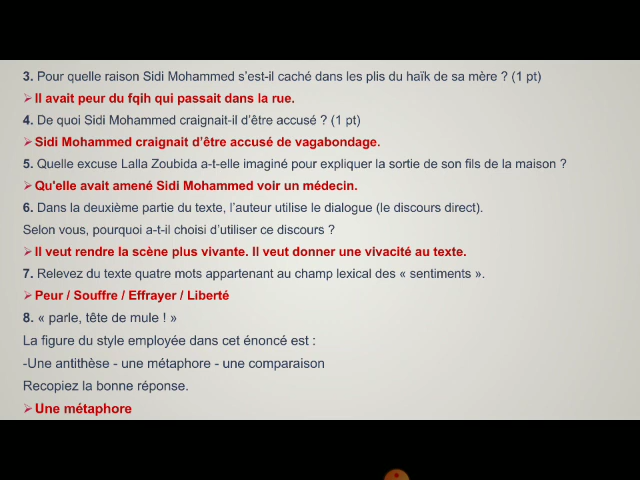 3. Pour quelle raison Sidi Mohammed s'est-il caché dans les plis du haïk de sa mère ? (1 pt)
➢Il avait peur du fqih qui passait dans la rue.
4. De quoi Sidi Mohammed craignait-il d'être accusé ? (1 pt)
➢Sidi Mohammed craignait d'être accusé de vagabondage.
5. Quelle excuse Lalla Zoubida a-t-elle imaginé pour expliquer la sortie de son fils de la maison ?
➢Qu'elle avait amené Sidi Mohammed voir un médecin.
6. Dans la deuxième partie du texte, l'auteur utilise le dialogue (le discours direct).
Selon vous, pourquoi a-t-il choisi d'utiliser ce discours ?
➢Il veut rendre la scène plus vivante. Il veut donner une vivacité au texte.
7. Relevez du texte quatre mots appartenant au champ lexical des « sentiments ».
➢Peur / Souffre / Effrayer / Liberté
8. « parle, tête de mule ! »
La figure du style employée dans cet énoncé est :
-Une antithèse - une métaphore - une comparaison
Recopiez la bonne réponse.
➢Une métaphore